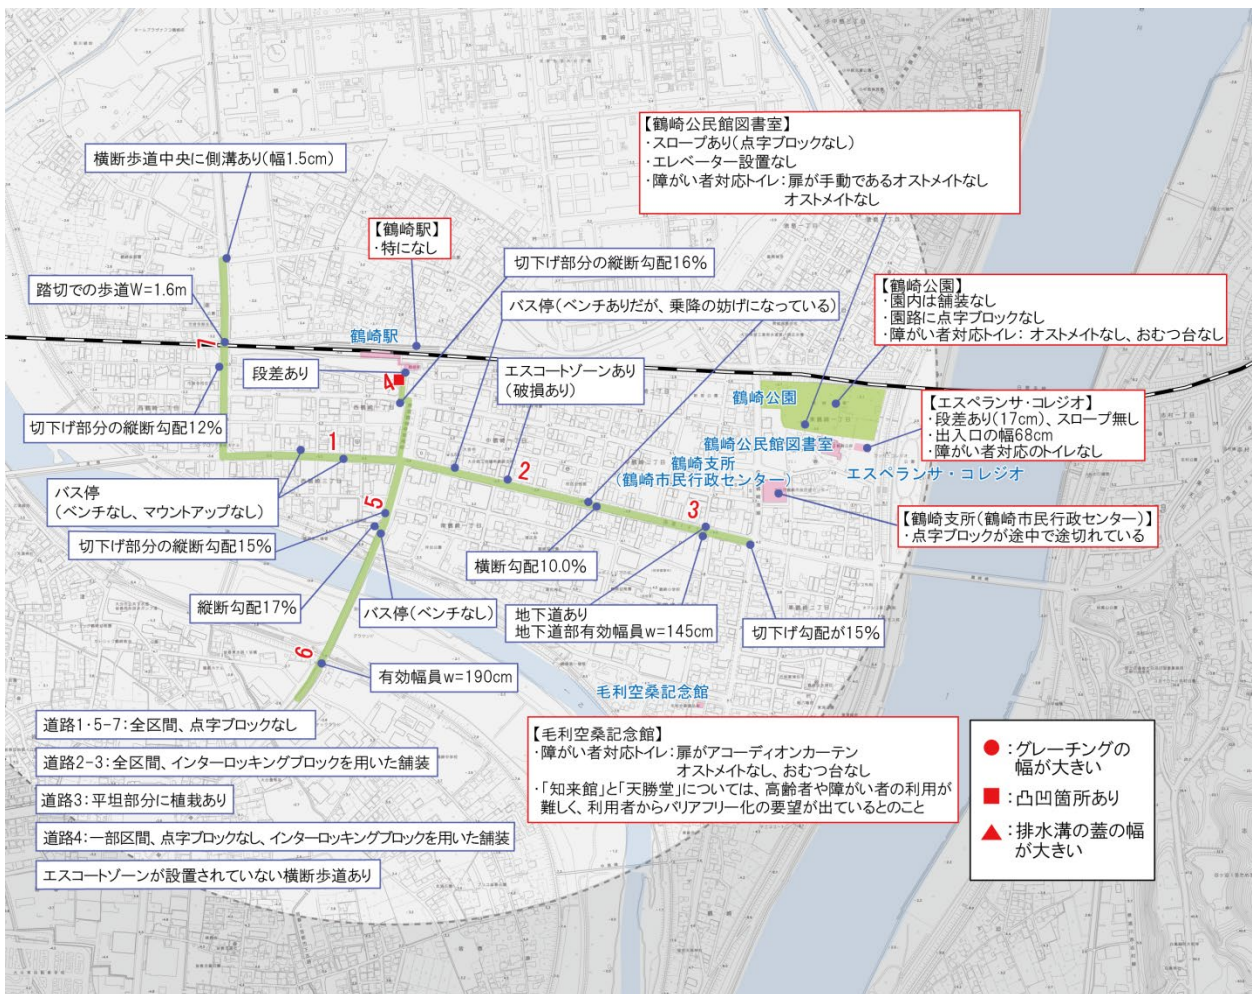 【鶴崎公民館図書室】
・スロープあり(点字ブロックなし)
・エレベーター設置なし
・障がい者対応トイレ：扉が手動であるオストメイトなし
オストメイトなし
横断歩道中央に側溝あり(幅1.5cm)
【鶴崎駅】
・特になし
切下げ部分の縦断勾配16%
踏切での歩道W=1.6m
バス停(ベンチありだが、乗降の妨げになっている)
【鶴崎公園】
・園内は舗装なし
・園路に点字ブロックなし
・障がい者対応トイレ： オストメイトなし、おむつ台なし
鶴崎駅
7
段差あり
4
エスコートゾーンあり
(破損あり)
鶴崎公園
【エスペランサ・コレジオ】
・段差あり(17cm)、スロープ無し
・出入口の幅68cm
・障がい者対応のトイレなし
切下げ部分の縦断勾配12%
鶴崎公民館図書室
1
2
鶴崎支所
(鶴崎市民行政センター)
エスペランサ・コレジオ
バス停
(ベンチなし、マウントアップなし)
5
3
【鶴崎支所(鶴崎市民行政センター)】
・点字ブロックが途中で途切れている
切下げ部分の縦断勾配15%
横断勾配10.0%
縦断勾配17%
バス停(ベンチなし)
地下道あり
地下道部有効幅員w=145cm
切下げ勾配が15%
6
有効幅員w=190cm
毛利空桑記念館
道路1・5-7：全区間、点字ブロックなし
道路2-3：全区間、インターロッキングブロックを用いた舗装
道路3：平坦部分に植栽あり
道路4：一部区間、点字ブロックなし、インターロッキングブロックを用いた舗装
エスコートゾーンが設置されていない横断歩道あり
【毛利空桑記念館】
・障がい者対応トイレ：扉がアコーディオンカーテン
オストメイトなし、おむつ台なし
・「知来館」と「天勝堂」については、高齢者や障がい者の利用が
難しく、利用者からバリアフリー化の要望が出ているとのこと
：グレーチングの
幅が大きい
：凸凹箇所あり
：排水溝の蓋の幅
が大きい